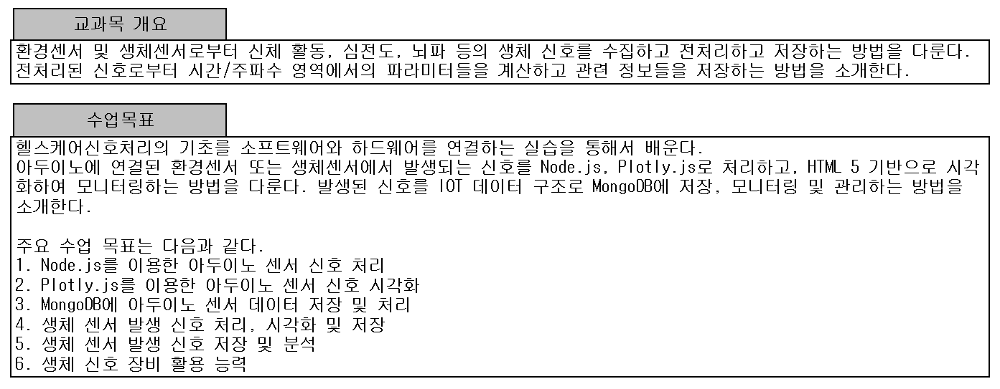 교과목 개요
환경센서 및 생체센서로부터 신체 활동, 심전도, 뇌파 등의 생체 신호를 수집하고 전처리하고 저장하는 방법을 다룬다.
전처리된 신호로부터 시간/주파수 영역에서의 파라미터들을 계산하고 관련 정보들을 저장하는 방법을 소개한다.
수업목표
헬스케어신호처리의 기초를 소프트웨어와 하드웨어를 연결하는 실습을 통해서 배운다.
아두이노에 연결된 환경센서 또는 생체센서에서 발생되는 신호를 Node.js, Plotly.js로 처리하고, HTML 5 기반으로 시각
화하여 모니터링하는 방법을 다룬다. 발생된 신호를 IOT 데이터 구조로 MongoDB에 저장, 모니터링 및 관리하는 방법을
소개한다.
주요 수업 목표는 다음과 같다.
1. Node.js를 이용한 아두이노 센서 신호 처리
2. Plotly.js를 이용한 아두이노 센서 신호 시각화
3. MongoDB에 아두이노 센서 데이터 저장 및 처리
4. 생체 센서 발생 신호 처리, 시각화 및 저장
5. 생체 센서 발생 신호 저장 및 분석
6. 생체 신호 장비 활용 능력